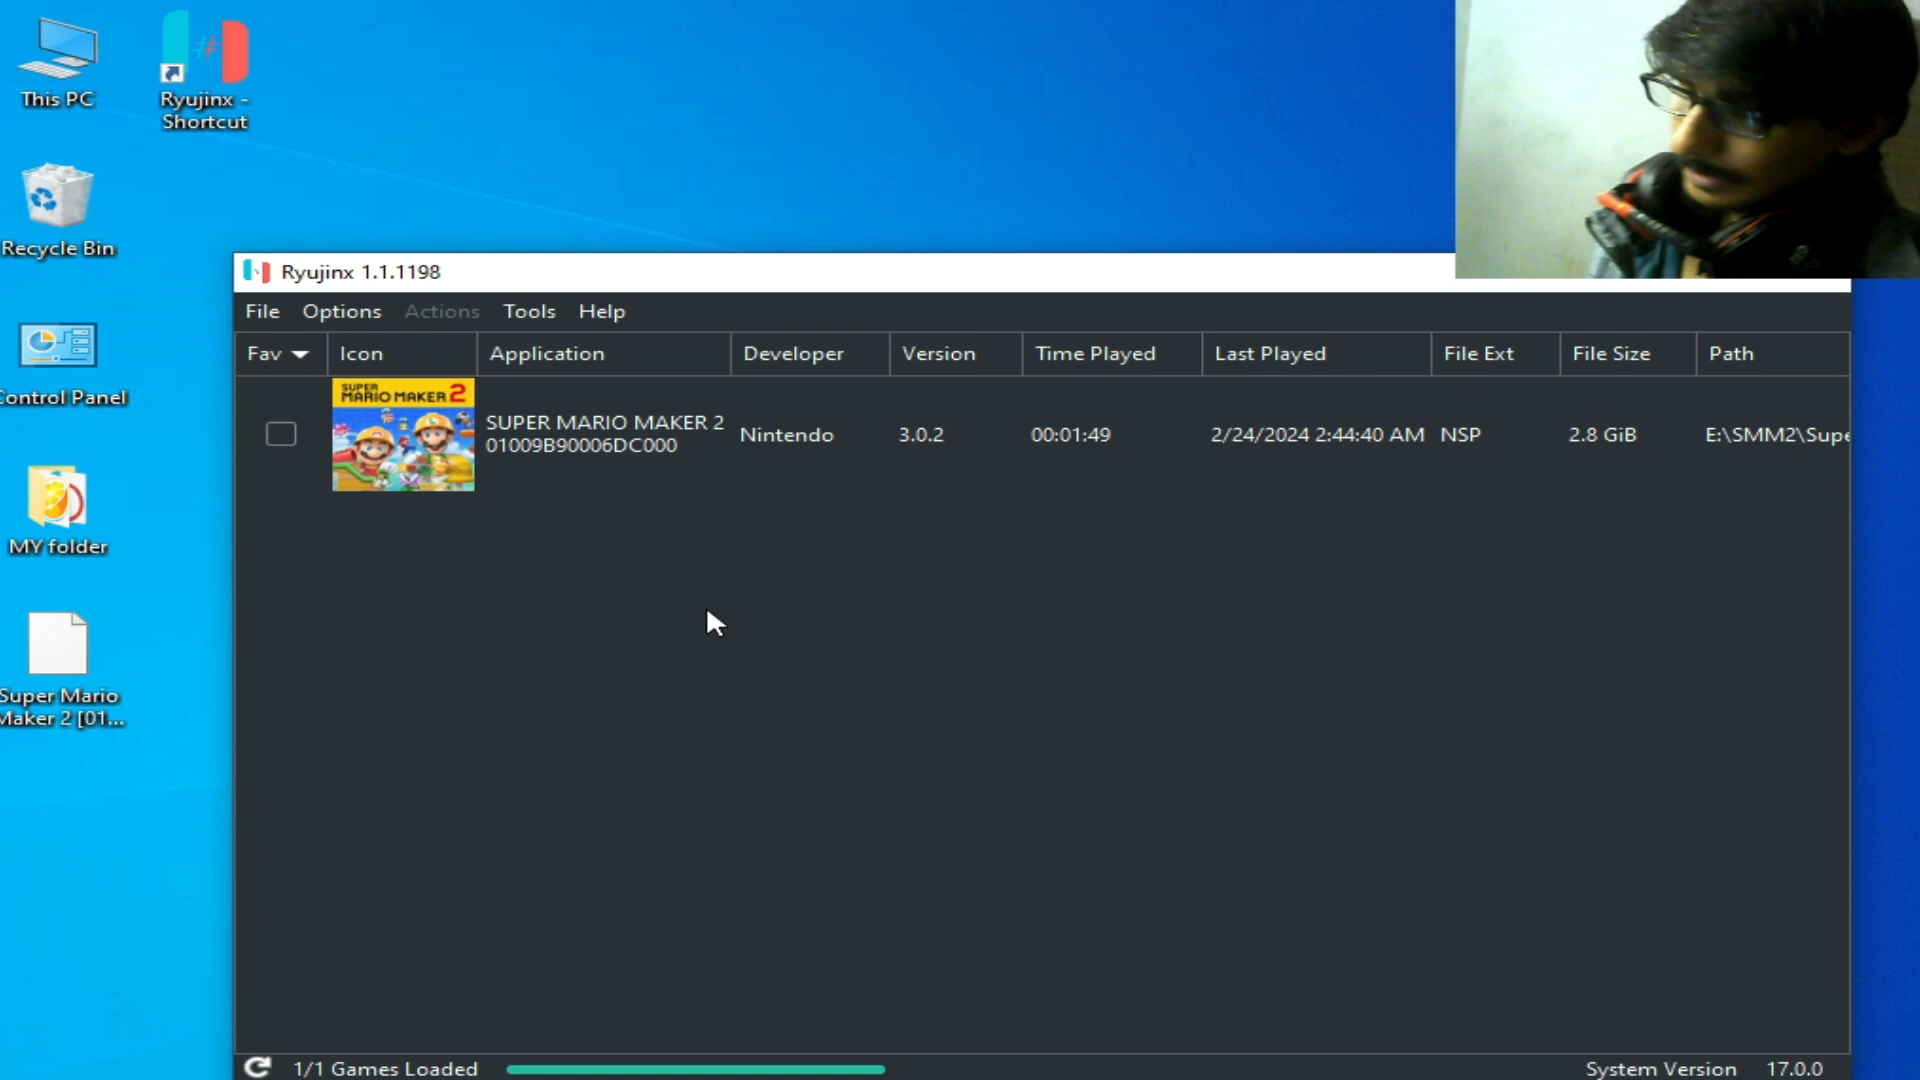 This PC
Ryujinx -
Shortcut
Recycle Bin
Control Panel
MY folder
Super Mario
Maker 2 [01...
Ryujinx 1.1.1198
File Options Actions Tools Help
Fav Icon Application Developer Version Time Played Last Played File Ext File Size Path
SUPER
MARIO MAKER 2
SUPER MARIO MAKER 2
01009B90006DC000
Nintendo 3.0.2 00:01:49 2/24/2024 2:44:40 AM NSP 2.8 GiB E:\SMM2\Supe
1/1 Games Loaded
System Version 17.0.0